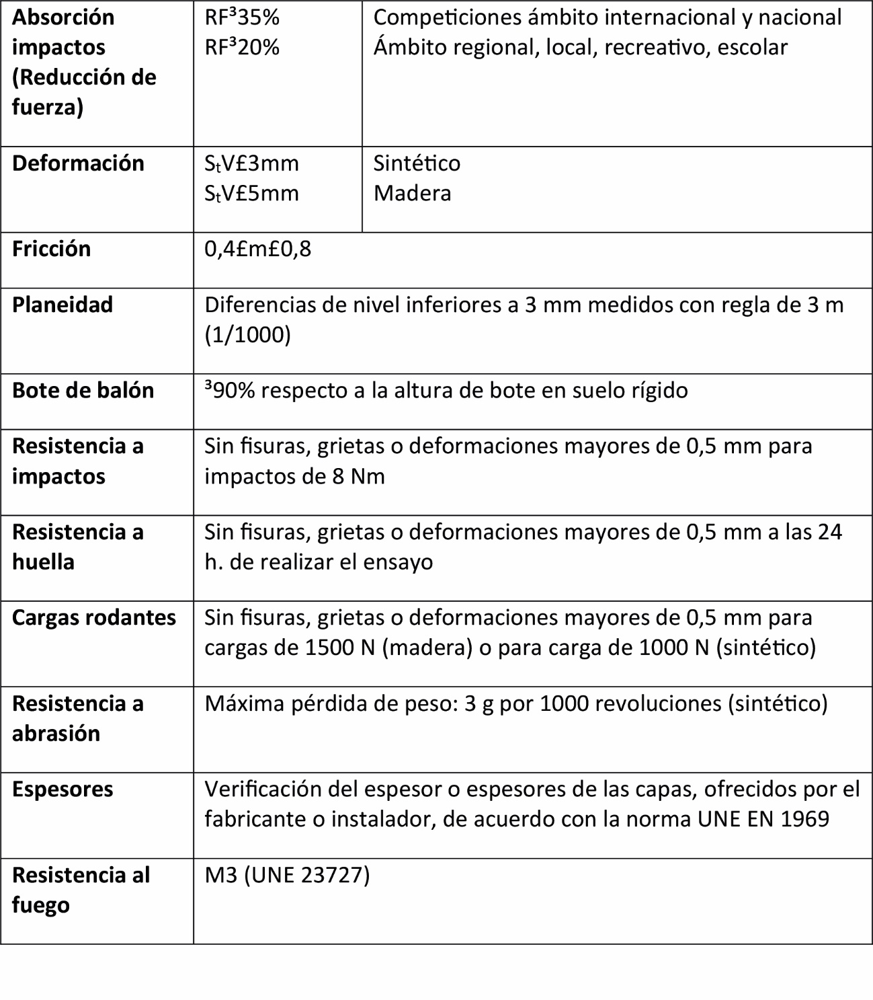 Absorción
impactos
(Reducción de
fuerza)
RF³35%
RF³20%
Competiciones ámbito internacional y nacional
Ámbito regional, local, recreativo, escolar
Deformación
StV£3mm
StV£5mm
Sintético
Madera
Fricción
0,4£m£0,8
Planeidad
Diferencias de nivel inferiores a 3 mm medidos con regla de 3 m
(1/1000)
Bote de balón
³90% respecto a la altura de bote en suelo rígido
Resistencia a
impactos
Sin fisuras, grietas o deformaciones mayores de 0,5 mm para
impactos de 8 Nm
Resistencia a
huella
Sin fisuras, grietas o deformaciones mayores de 0,5 mm a las 24
h. de realizar el ensayo
Cargas rodantes
Sin fisuras, grietas o deformaciones mayores de 0,5 mm para
cargas de 1500 N (madera) o para carga de 1000 N (sintético)
Resistencia a
abrasión
Máxima pérdida de peso: 3 g por 1000 revoluciones (sintético)
Espesores
Verificación del espesor o espesores de las capas, ofrecidos por el
fabricante o instalador, de acuerdo con la norma UNE EN 1969
Resistencia al
fuego
M3 (UNE 23727)